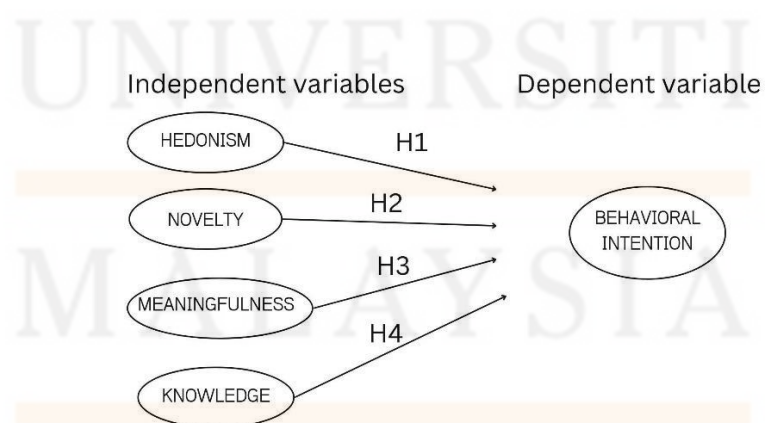 UNIVERSITI
Independent variables
Dependent variable
HEDONISM
H1
NOVELTY
H2
BEHAVIORAL
INTENTION
MALAYSIA
H3
MEANINGFULNESS
H4
KNOWLEDGE